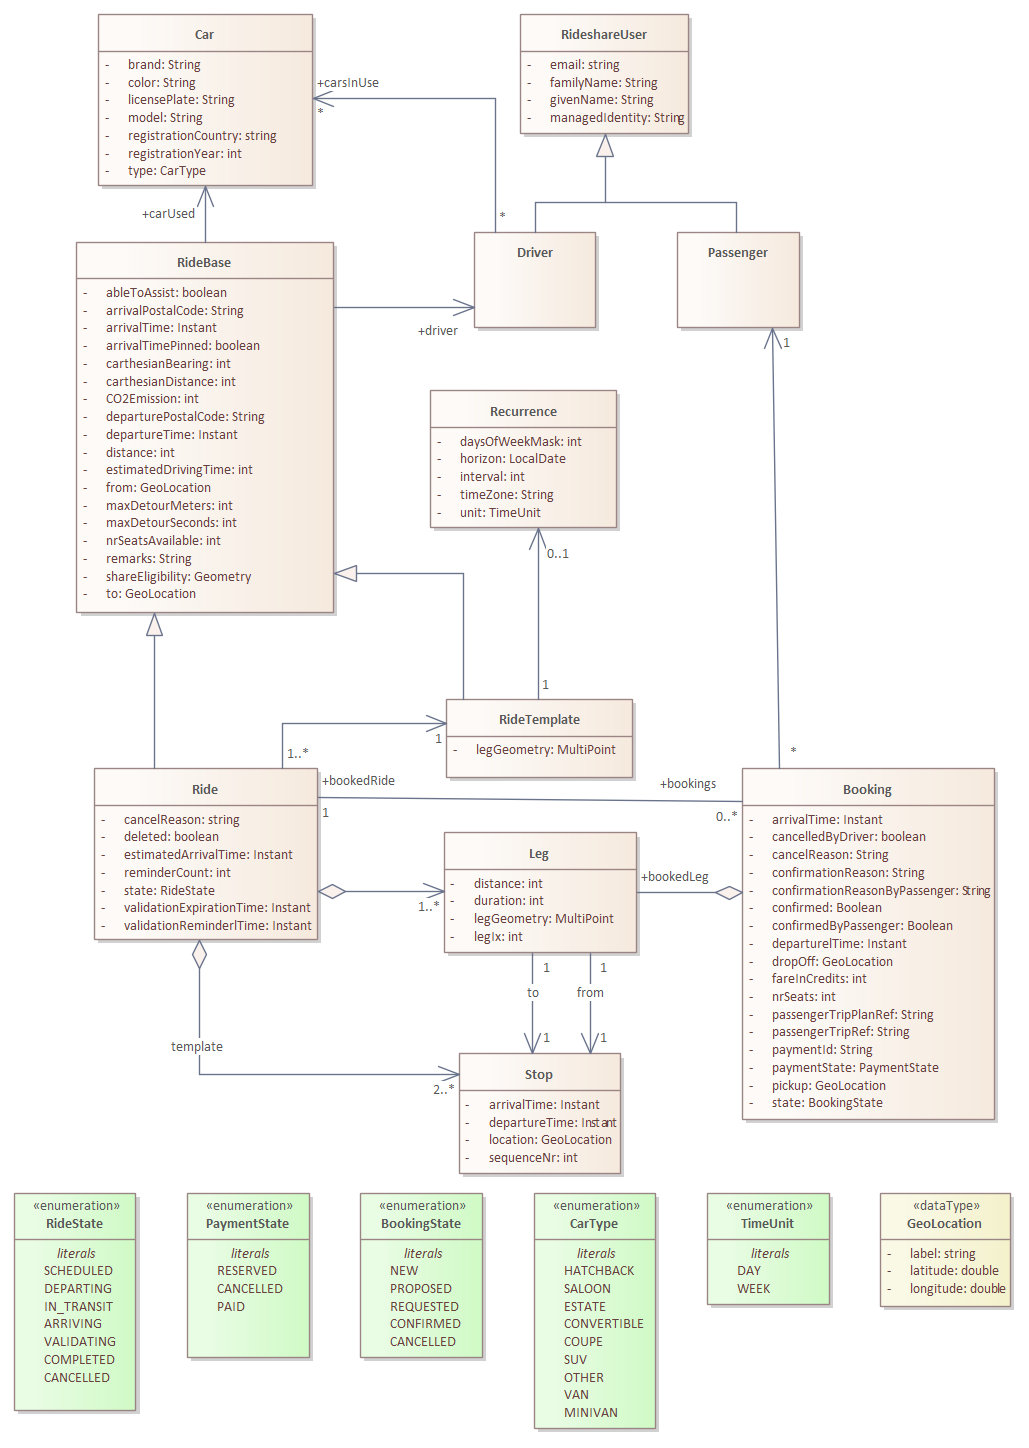 Car
- brand: String
- color: String
- licensePlate: String
- model: String
- registrationCountry: string
- registrationYear: int
- type: CarType
RideshareUser
- email: string
- familyName: String
- givenName: String
- managedIdentity: String
+carsInUse
*
*
+carUsed
Driver
Passenger
RideBase
- ableToAssist: boolean
- arrivalPostalCode: String
- arrivalTime: Instant
- arrivalTimePinned: boolean
- carthesianBearing: int
- carthesianDistance: int
- CO2Emission: int
- departurePostalCode: String
- departureTime: Instant
- distance: int
- estimatedDrivingTime: int
- from: GeoLocation
- maxDetourMeters: int
- maxDetourSeconds: int
- nrSeatsAvailable: int
- remarks: String
- shareEligibility: Geometry
- to: GeoLocation
+driver
1
Recurrence
- daysOfWeekMask: int
- horizon: LocalDate
- interval: int
- timeZone: String
- unit: TimeUnit
0..1
1
RideTemplate
- legGeometry: MultiPoint
1
1..*
*
Ride
- cancelReason: string
- deleted: boolean
- estimatedArrivalTime: Instant
- reminderCount: int
- state: RideState
- validationExpirationTime: Instant
- validationReminderlTime: Instant
+bookedRide
1
+bookings
0..*
Booking
- arrivalTime: Instant
- cancelledByDriver: boolean
- cancelReason: String
- confirmationReason: String
- confirmationReasonByPassenger: String
- confirmed: Boolean
- confirmedByPassenger: Boolean
- departurelTime: Instant
- dropOff: GeoLocation
- fareInCredits: int
- nrSeats: int
- passengerTripPlanRef: String
- passengerTripRef: String
- paymentId: String
- paymentState: PaymentState
- pickup: GeoLocation
- state: BookingState
Leg
- distance: int
- duration: int
- legGeometry: MultiPoint
- legIx: int
+bookedLeg
1..*
1
1
to
from
1
1
template
2..*
Stop
- arrivalTime: Instant
- departureTime: Instant
- location: GeoLocation
- sequenceNr: int
«enumeration»
RideState
literals
SCHEDULED
DEPARTING
IN_TRANSIT
ARRIVING
VALIDATING
COMPLETED
CANCELLED
«enumeration»
PaymentState
literals
RESERVED
CANCELLED
PAID
«enumeration»
BookingState
literals
NEW
PROPOSED
REQUESTED
CONFIRMED
CANCELLED
«enumeration»
CarType
literals
HATCHBACK
SALOON
ESTATE
CONVERTIBLE
COUPE
SUV
OTHER
VAN
MINIVAN
«enumeration»
TimeUnit
literals
DAY
WEEK
«dataType»
GeoLocation
- label: string
- latitude: double
- longitude: double